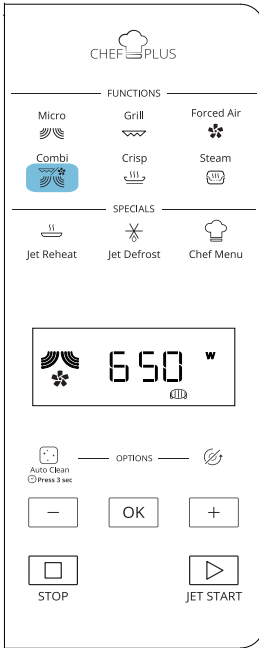 CHEF PLUS
FUNCTIONS
Micro Grill Forced Air
Combi Crisp Steam
SPECIALS
Jet Reheat Jet Defrost Chef Menu
650 W
OPTIONS
Auto Clean
Press 3 sec
− OK +
STOP JET START